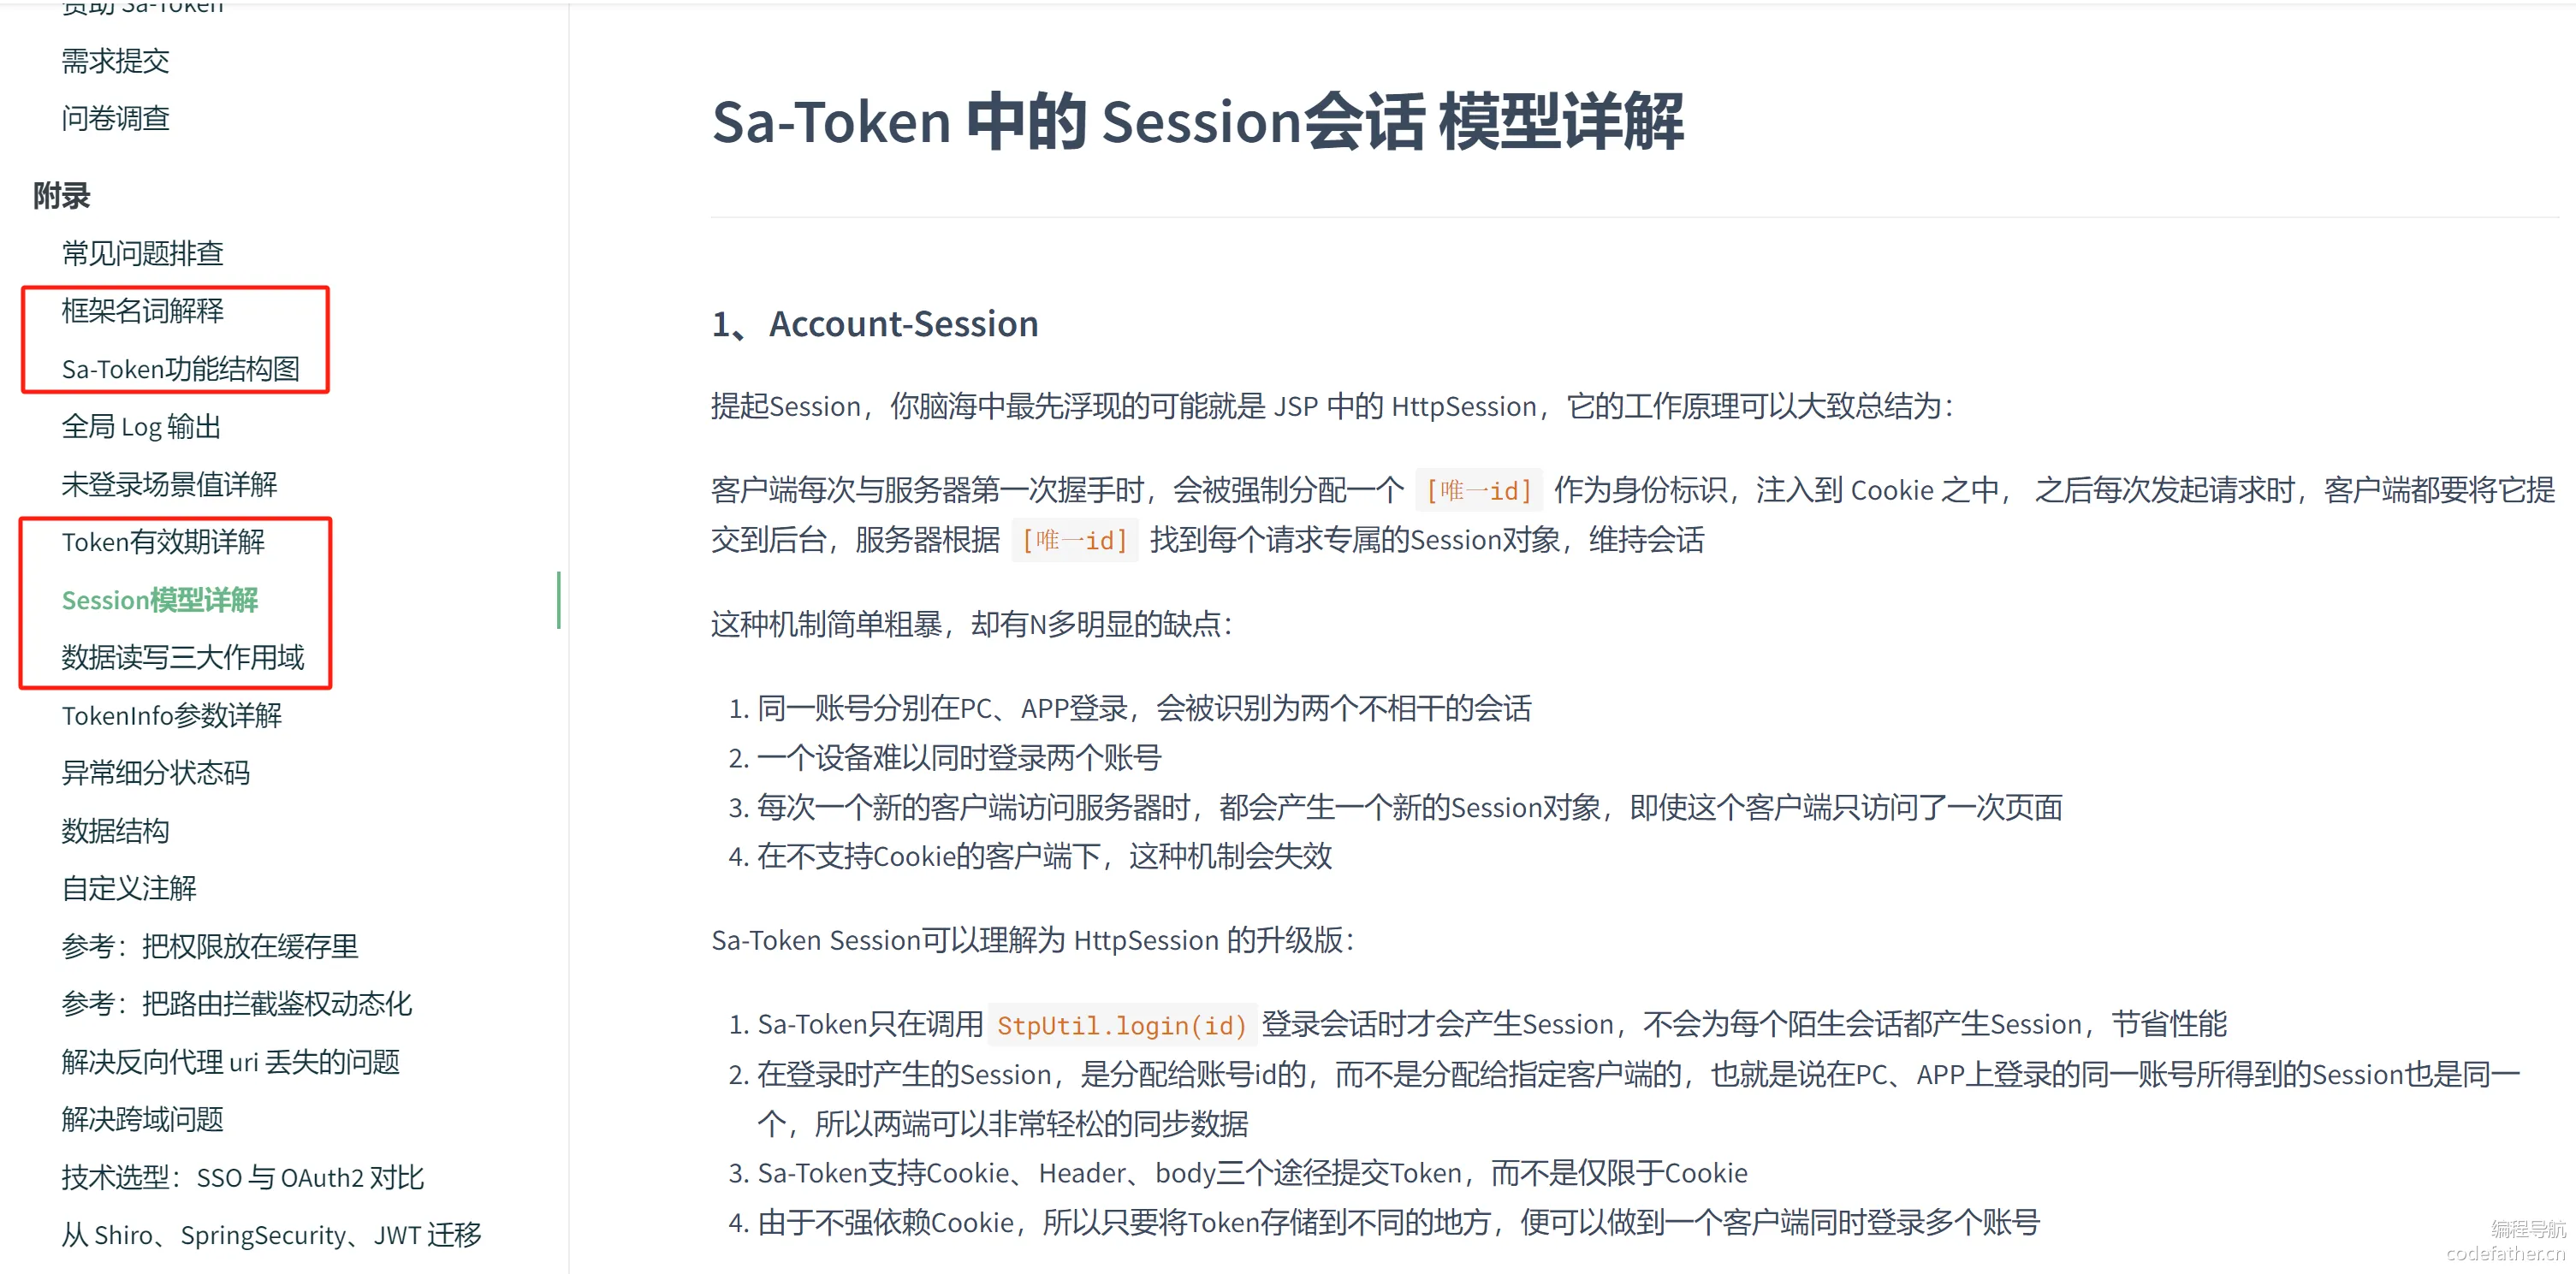 赞助 Sa-Token
需求提交
问卷调查
附录
常见问题排查
框架名词解释
Sa-Token功能结构图
全局 Log 输出
未登录场景值详解
Token有效期详解
Session模型详解
数据读写三大作用域
TokenInfo参数详解
异常细分状态码
数据结构
自定义注解
参考：把权限放在缓存里
参考：把路由拦截鉴权动态化
解决反向代理 uri 丢失的问题
解决跨域问题
技术选型：SSO 与 OAuth2 对比
从 Shiro、SpringSecurity、JWT 迁移
Sa-Token 中的 Session会话 模型详解
1、 Account-Session
提起Session，你脑海中最先浮现的可能就是 JSP 中的 HttpSession，它的工作原理可以大致总结为：
客户端每次与服务器第一次握手时，会被强制分配一个 [唯一id] 作为身份标识，注入到 Cookie 之中， 之后每次发起请求时，客户端都要将它提
交到后台，服务器根据 [唯一id] 找到每个请求专属的Session对象，维持会话
这种机制简单粗暴，却有N多明显的缺点：
1. 同一账号分别在PC、APP登录，会被识别为两个不相干的会话
2. 一个设备难以同时登录两个账号
3. 每次一个新的客户端访问服务器时，都会产生一个新的Session对象，即使这个客户端只访问了一次页面
4. 在不支持Cookie的客户端下，这种机制会失效
Sa-Token Session可以理解为 HttpSession 的升级版：
1. Sa-Token只在调用 StpUtil.login(id) 登录会话时才会产生Session，不会为每个陌生会话都产生Session，节省性能
2. 在登录时产生的Session，是分配给账号id的，而不是分配给指定客户端的，也就是说在PC、APP上登录的同一账号所得到的Session也是同一
个，所以两端可以非常轻松的同步数据
3. Sa-Token支持Cookie、Header、body三个途径提交Token，而不是仅限于Cookie
4. 由于不强依赖Cookie，所以只要将Token存储到不同的地方，便可以做到一个客户端同时登录多个账号
编程导航
codefather.cn